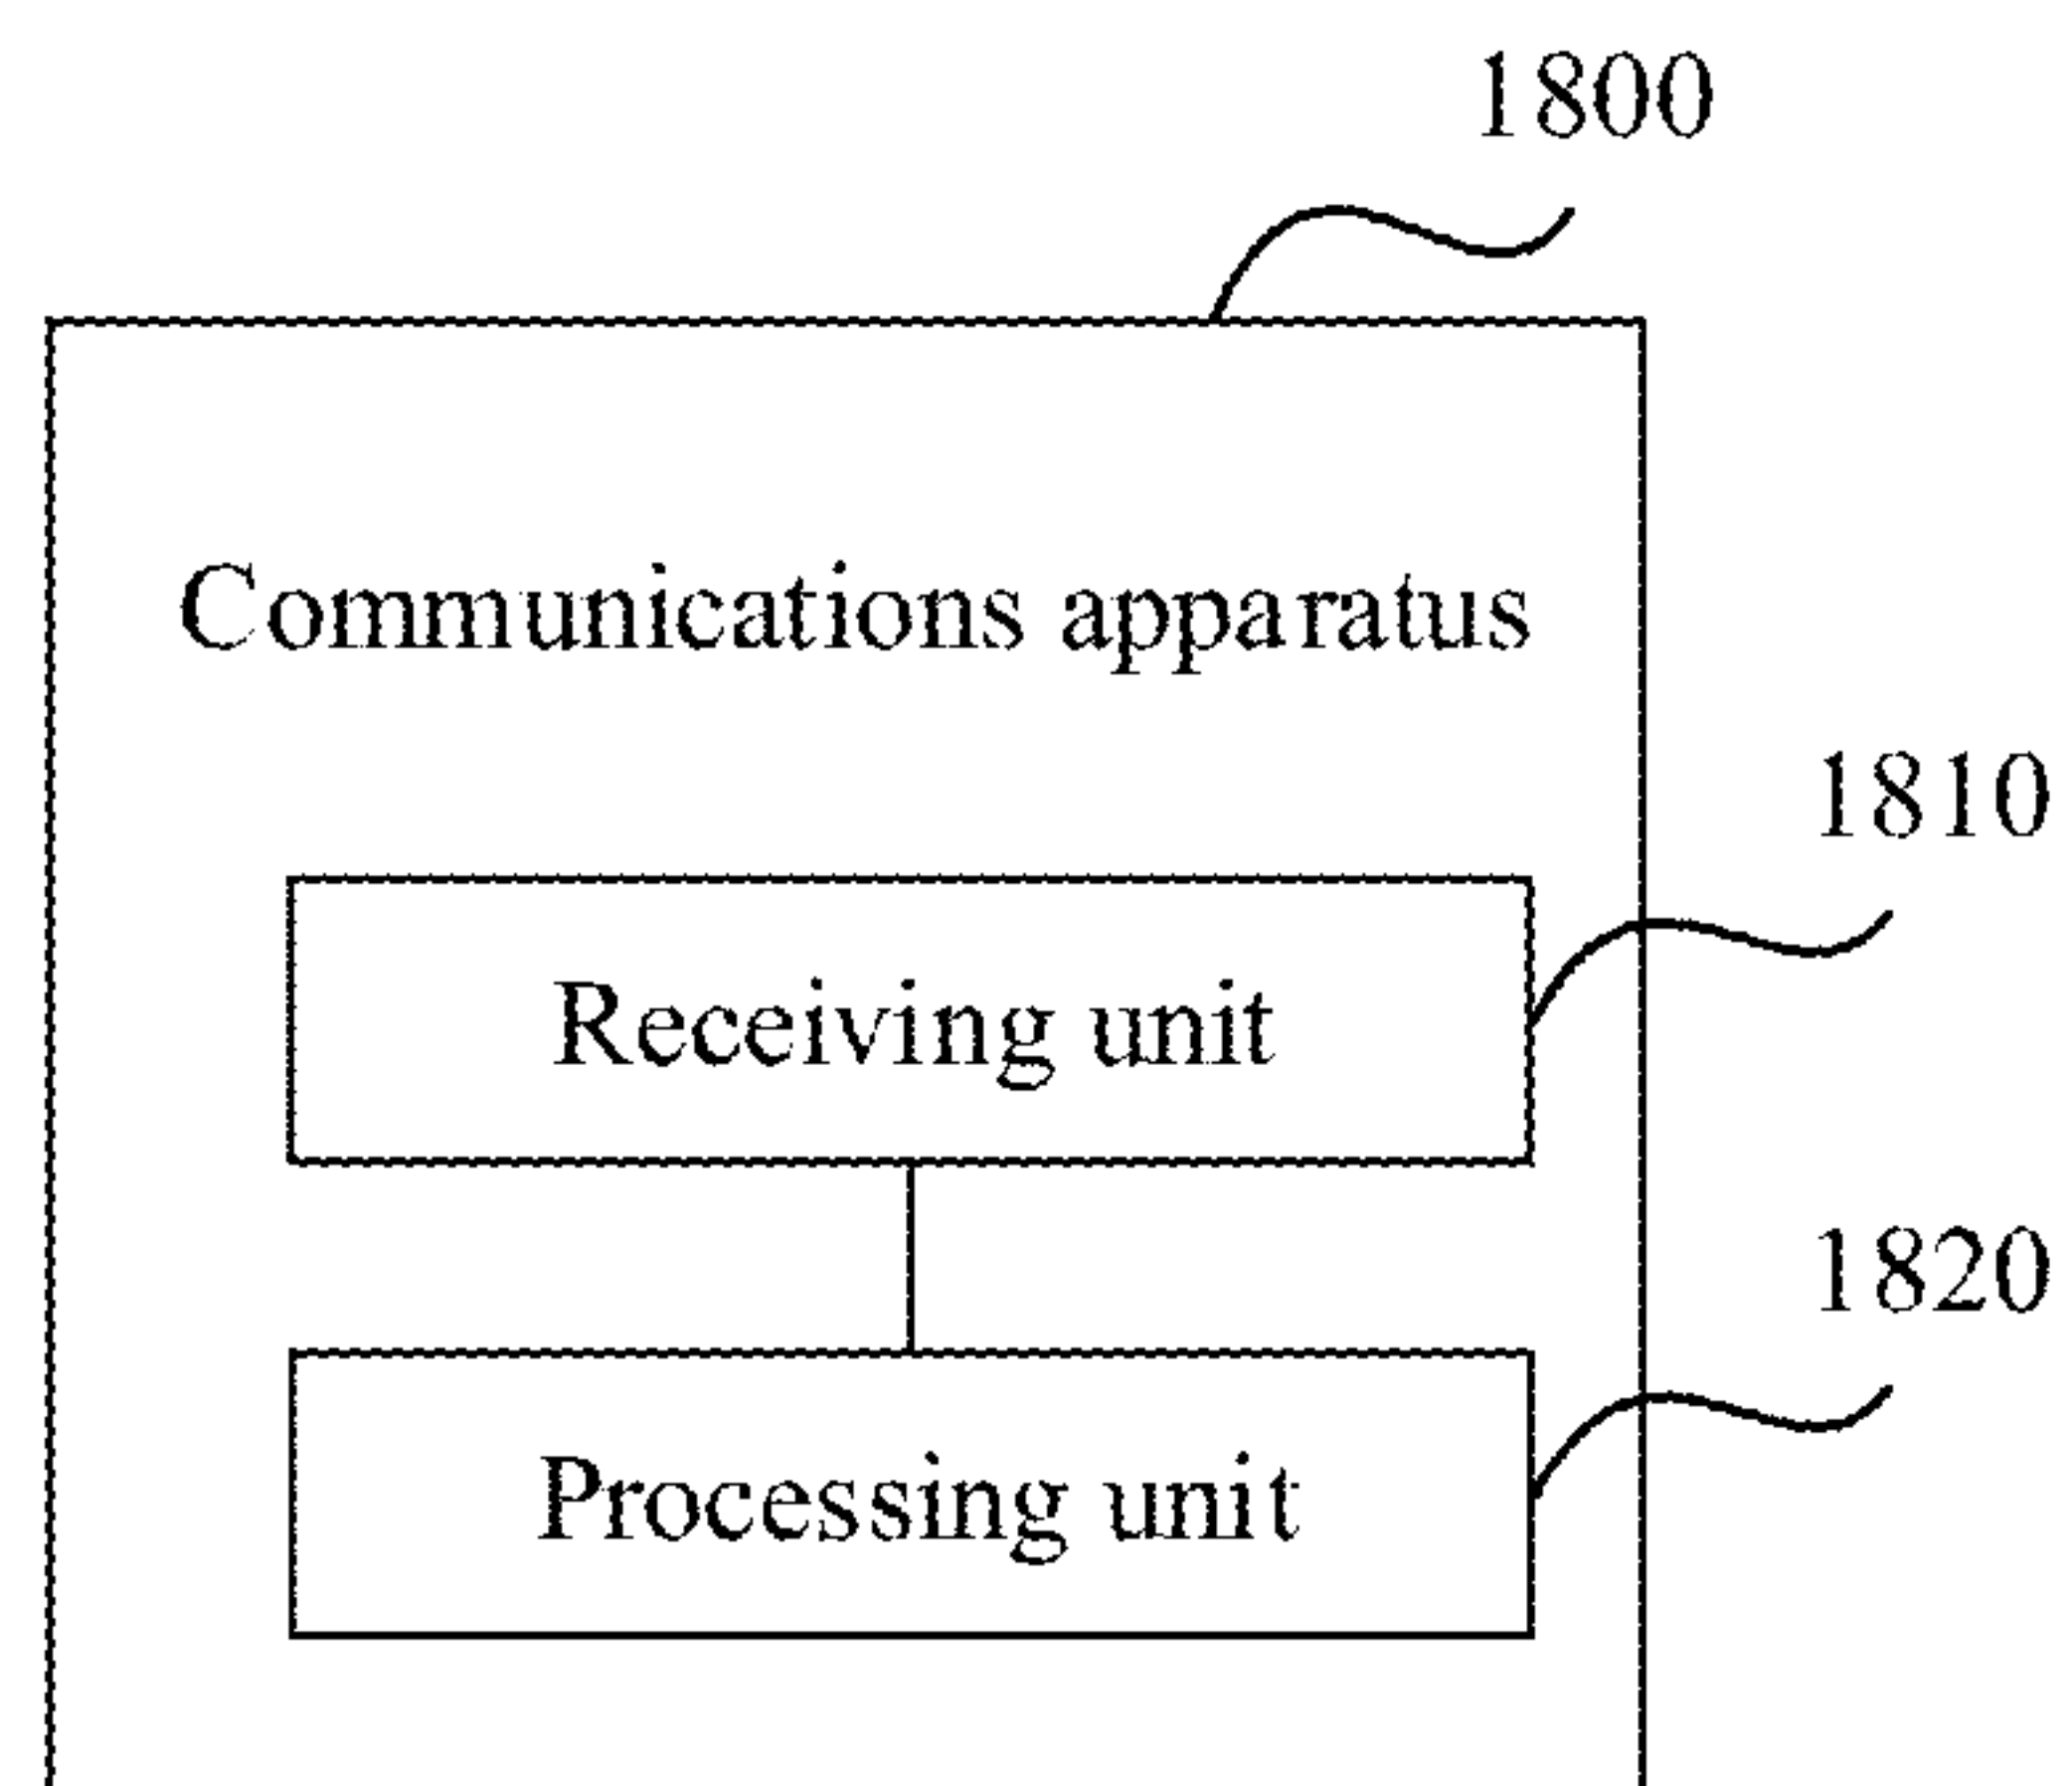 1800
Communications apparatus
1810
Receiving unit
1820
Processing unit